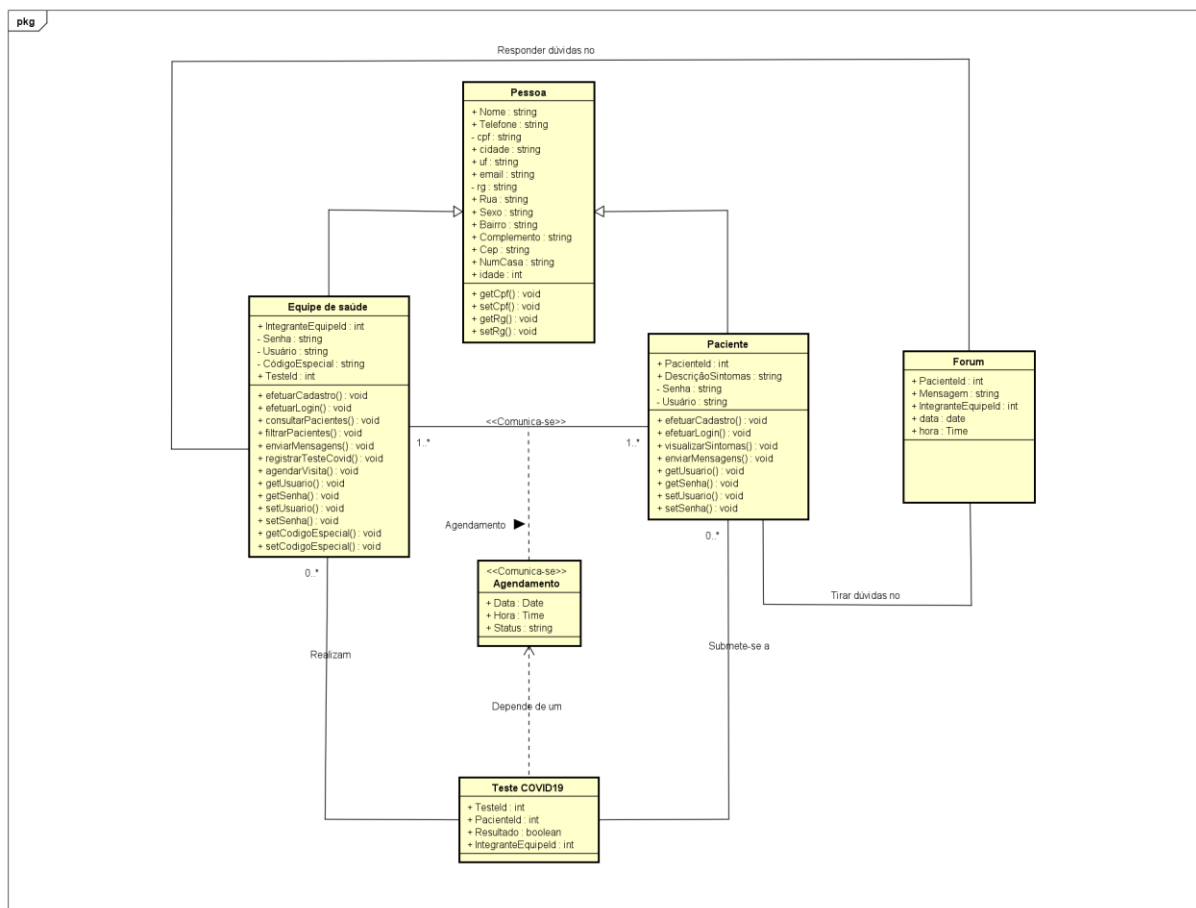 pkg
Responder dúvidas no
Pessoa
+ Nome : string
+ Telefone : string
- cpf : string
+ cidade : string
+ uf : string
+ email : string
- rg : string
+ Rua : string
+ Sexo : string
+ Bairro : string
+ Complemento : string
+ Cep : string
+ NumCasa : string
+ idade : int
+ getCpf() : void
+ setCpf() : void
+ getRg() : void
+ setRg() : void
Equipe de saúde
+ IntegranteEquipeId : int
- Senha : string
- Usuário : string
- CódigoEspecial : string
+ TesteId : int
+ efetuarCadastro() : void
+ efetuarLogin() : void
+ consultarPacientes() : void
+ filtrarPacientes() : void
+ enviarMensagens() : void
+ registrarTesteCovid() : void
+ agendarVisita() : void
+ getUsuario() : void
+ getSenha() : void
+ setUsuario() : void
+ setSenha() : void
+ getCodigoEspecial() : void
+ setCodigoEspecial() : void
<<Comunica-se>>
1..*
1..*
Paciente
+ PacienteId : int
+ DescriçãoSintomas : string
- Senha : string
- Usuário : string
+ efetuarCadastro() : void
+ efetuarLogin() : void
+ visualizarSintomas() : void
+ enviarMensagens() : void
+ getUsuario() : void
+ getSenha() : void
+ setUsuario() : void
+ setSenha() : void
Forum
+ PacienteId : int
+ Mensagem : string
+ IntegranteEquipeId : int
+ data : date
+ hora : Time
Agendamento
<<Comunica-se>>
Agendamento
+ Data : Date
+ Hora : Time
+ Status : string
0..*
0..*
Tirar dúvidas no
Realizam
Submete-se a
Depende de um
Teste COVID19
+ TesteId : int
+ PacienteId : int
+ Resultado : boolean
+ IntegranteEquipeId : int